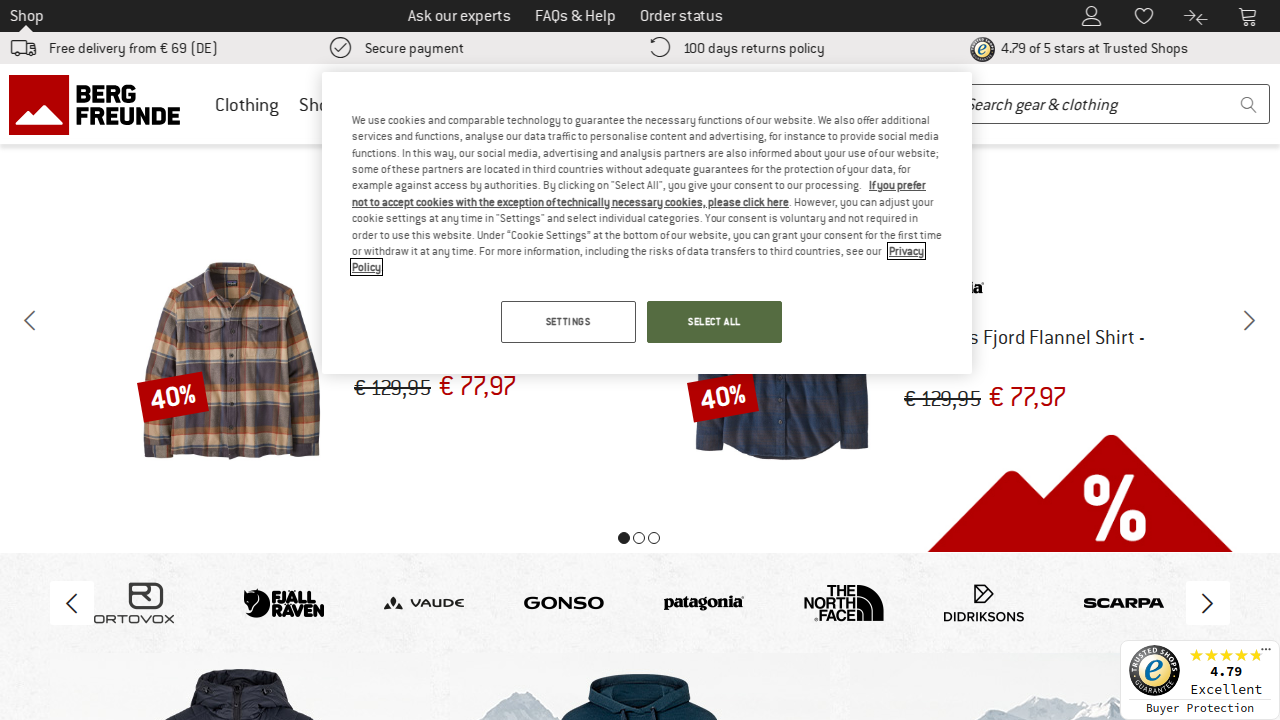 Shop
Ask our experts
FAQs & Help
Order status
Free delivery from € 69 (DE)
Secure payment
100 days returns policy
4.79 of 5 stars at Trusted Shops
BERG
FREUNDE
Clothing
Search gear & clothing
We use cookies and comparable technology to guarantee the necessary functions of our website. We also offer additional
services and functions, analyse our data traffic to personalise content and advertising, for instance to provide social media
functions. In this way, our social media, advertising and analysis partners are also informed about your use of our website;
some of these partners are located in third countries without adequate guarantees for the protection of your data, for
example against access by authorities. By clicking on "Select All", you give your consent to our processing. If you prefer
not to accept cookies with the exception of technically necessary cookies, please click here. However, you can adjust your
cookie settings at any time in "Settings" and select individual categories. Your consent is voluntary and not required in
order to use this website. Under "Cookie Settings" at the bottom of our website, you can grant your consent for the first time
or withdraw it at any time. For more information, including the risks of data transfers to third countries, see our Privacy
Policy
SETTINGS
SELECT ALL
s Fjord Flannel Shirt -
40%
€ 129,95 € 77,97
40%
€ 129,95 € 77,97
%
ORTOVOX
FJÄLL
RÄVEN
VAUDE
GONSO
patagonia
THE
NORTH
FACE
DIDRIKSONS
SCARPA
TRUSTED SHOPS
GUARANTEE
4.79
Excellent
Buyer Protection